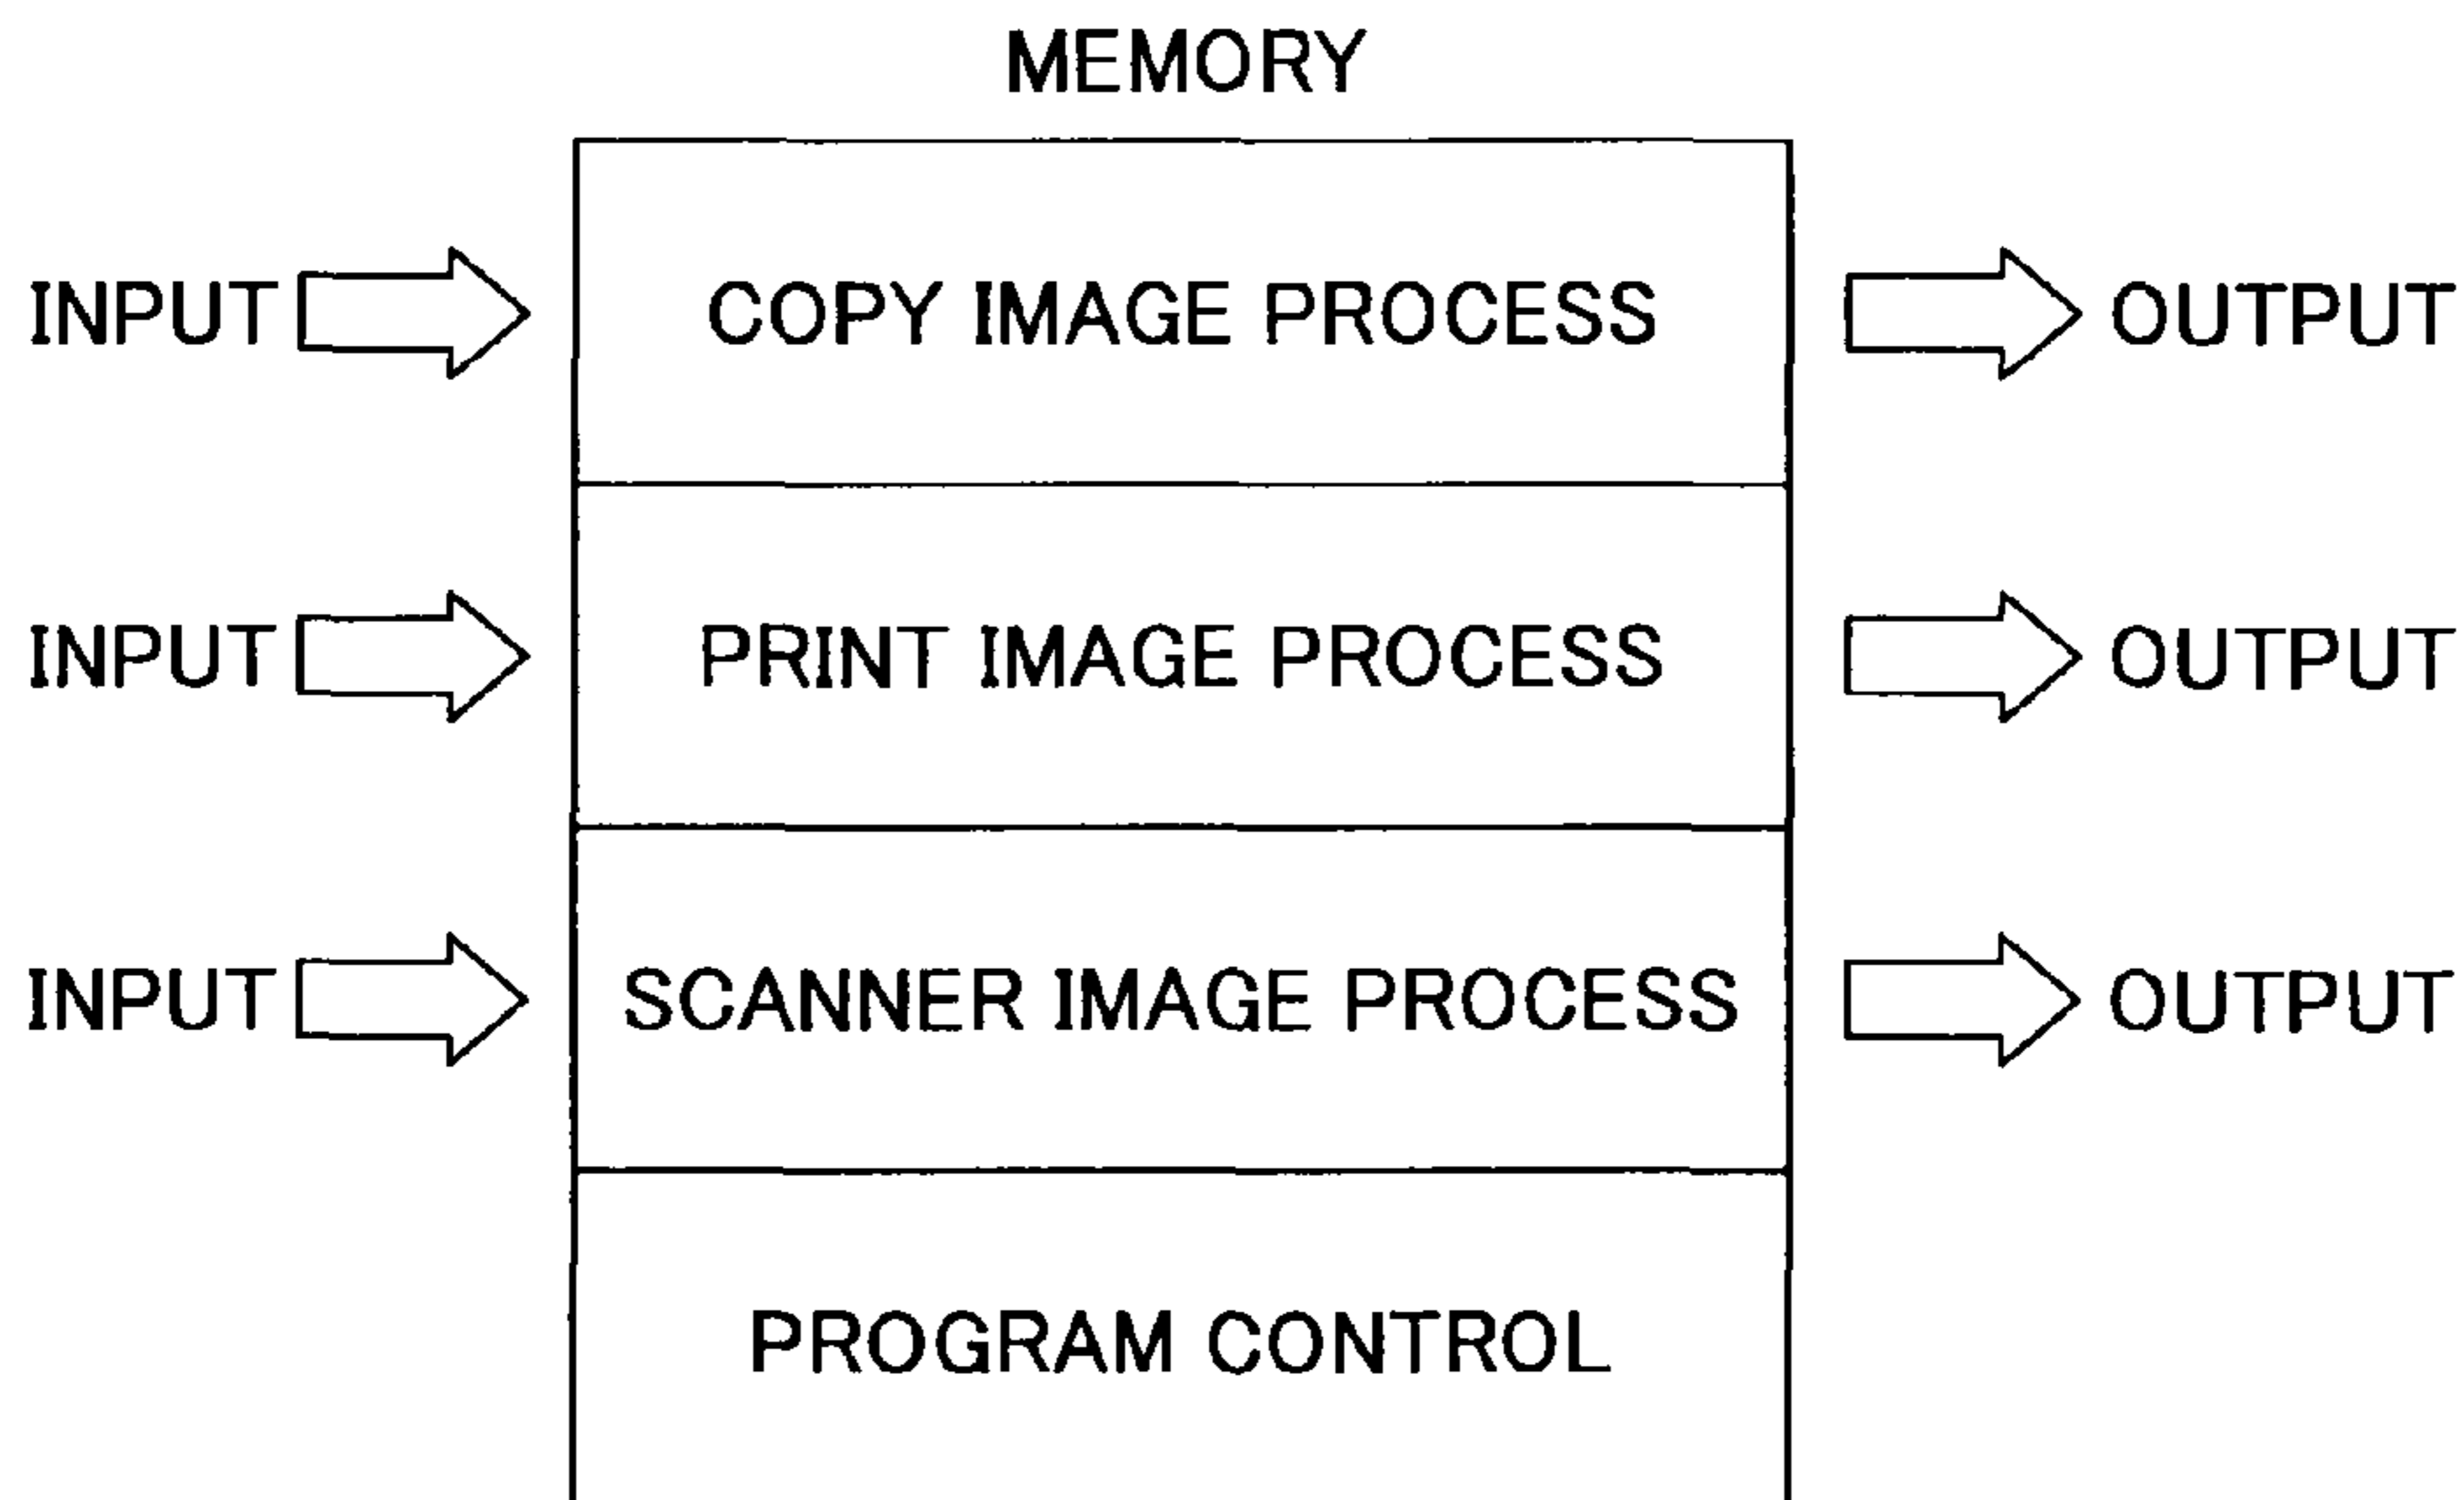 MEMORY
INPUT COPY IMAGE PROCESS OUTPUT
INPUT PRINT IMAGE PROCESS OUTPUT
INPUT SCANNER IMAGE PROCESS OUTPUT
PROGRAM CONTROL